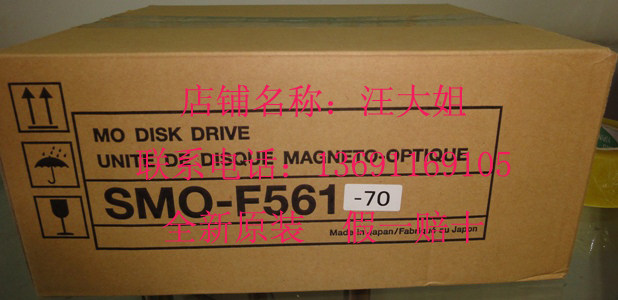 店铺名称：汪大姐
MO DISK DRIVE
UNITE DE DISQUE MAGNETO-OPTIQUE
联系电话：13691169105
SMO-F561 -70
全新原装 假一赔十
Made in Japan/Fabriqué au Japon